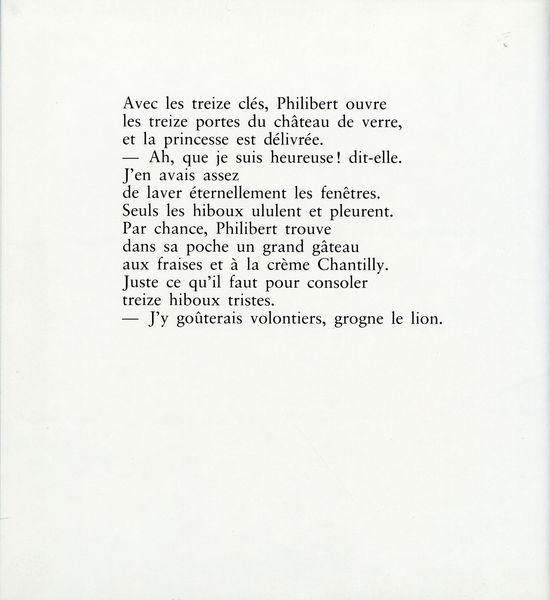 Avec les treize clés, Philibert ouvre
les treize portes du château de verre,
et la princesse est délivrée.
— Ah, que je suis heureuse ! dit-elle.
J'en avais assez
de laver éternellement les fenêtres.
Seuls les hiboux ululent et pleurent.
Par chance, Philibert trouve
dans sa poche un grand gâteau
aux fraises et à la crème Chantilly.
Juste ce qu'il faut pour consoler
treize hiboux tristes.
— J'y goûterais volontiers, grogne le lion.